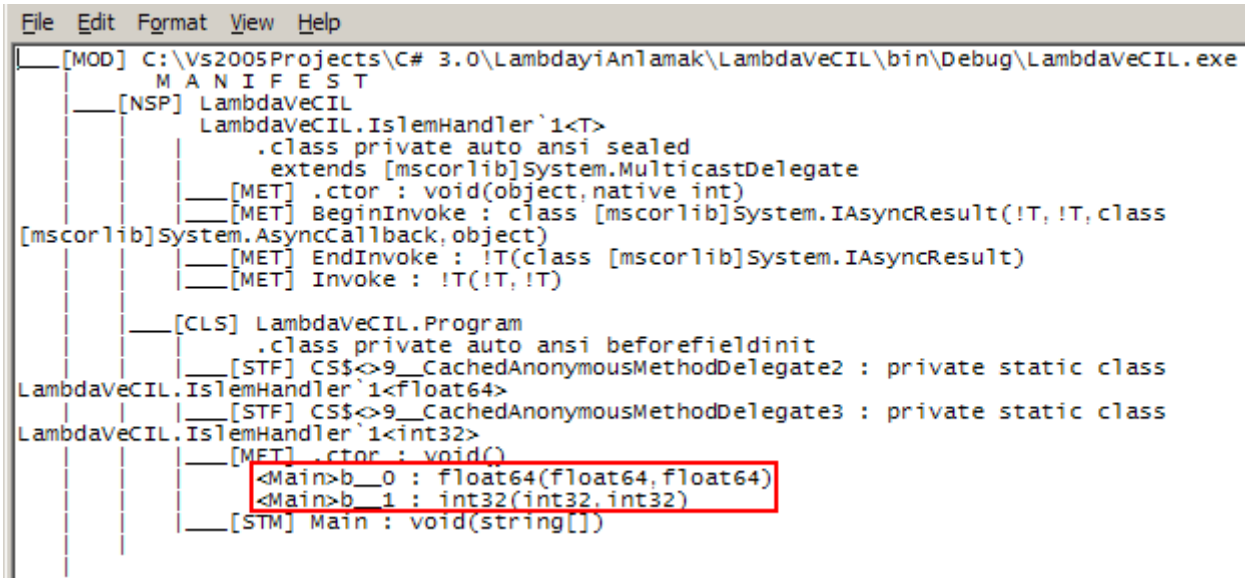 File Edit Format View Help
|___[MOD] C:\Vs2005Projects\C# 3.0\LambdayiAnlamak\LambdaVeCIL\bin\Debug\LambdaVeCIL.exe
| M A N I F E S T
|___[NSP] LambdaVeCIL
| | LambdaVeCIL.IslemHandler`1<T>
| | | .class private auto ansi sealed
| | | extends [mscorlib]System.MulticastDelegate
| | |___[MET] .ctor : void(object,native int)
| | |___[MET] BeginInvoke : class [mscorlib]System.IAsyncResult(!T,!T,class
[mscorlib]System.AsyncCallback,object)
| | |___[MET] EndInvoke : !T(class [mscorlib]System.IAsyncResult)
| | |___[MET] Invoke : !T(!T,!T)
| |
| |___[CLS] LambdaVeCIL.Program
| | | .class private auto ansi beforefieldinit
| | |___[STF] CS$<>9__CachedAnonymousMethodDelegate2 : private static class
LambdaVeCIL.IslemHandler`1<float64>
| | |___[STF] CS$<>9__CachedAnonymousMethodDelegate3 : private static class
LambdaVeCIL.IslemHandler`1<int32>
| | |___[MET] .ctor : void()
| | | <Main>b__0 : float64(float64,float64)
| | | <Main>b__1 : int32(int32,int32)
| | |___[STM] Main : void(string[])
| |
|